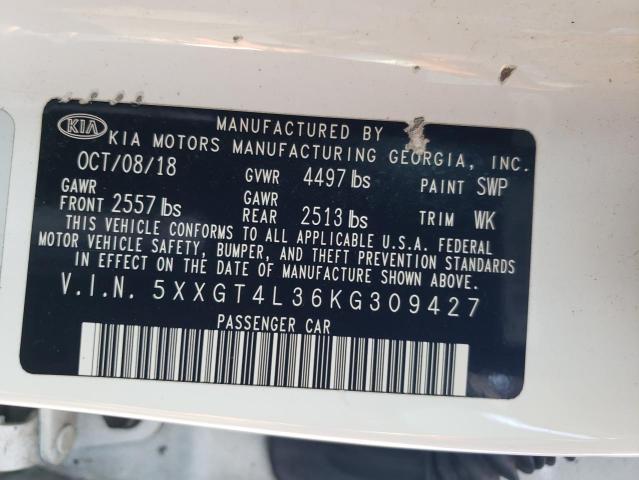 KIA
MANUFACTURED BY
KIA MOTORS MANUFACTURING GEORGIA, INC.
OCT/08/18 GVWR 4497 lbs PAINT SWP
GAWR FRONT 2557 lbs GAWR REAR 2513 lbs TRIM WK
THIS VEHICLE CONFORMS TO ALL APPLICABLE U.S.A. FEDERAL
MOTOR VEHICLE SAFETY, BUMPER, AND THEFT PREVENTION STANDARDS
IN EFFECT ON THE DATE OF MANUFACTURE SHOWN ABOVE.
V.I.N. 5XXGT4L36KG309427
PASSENGER CAR